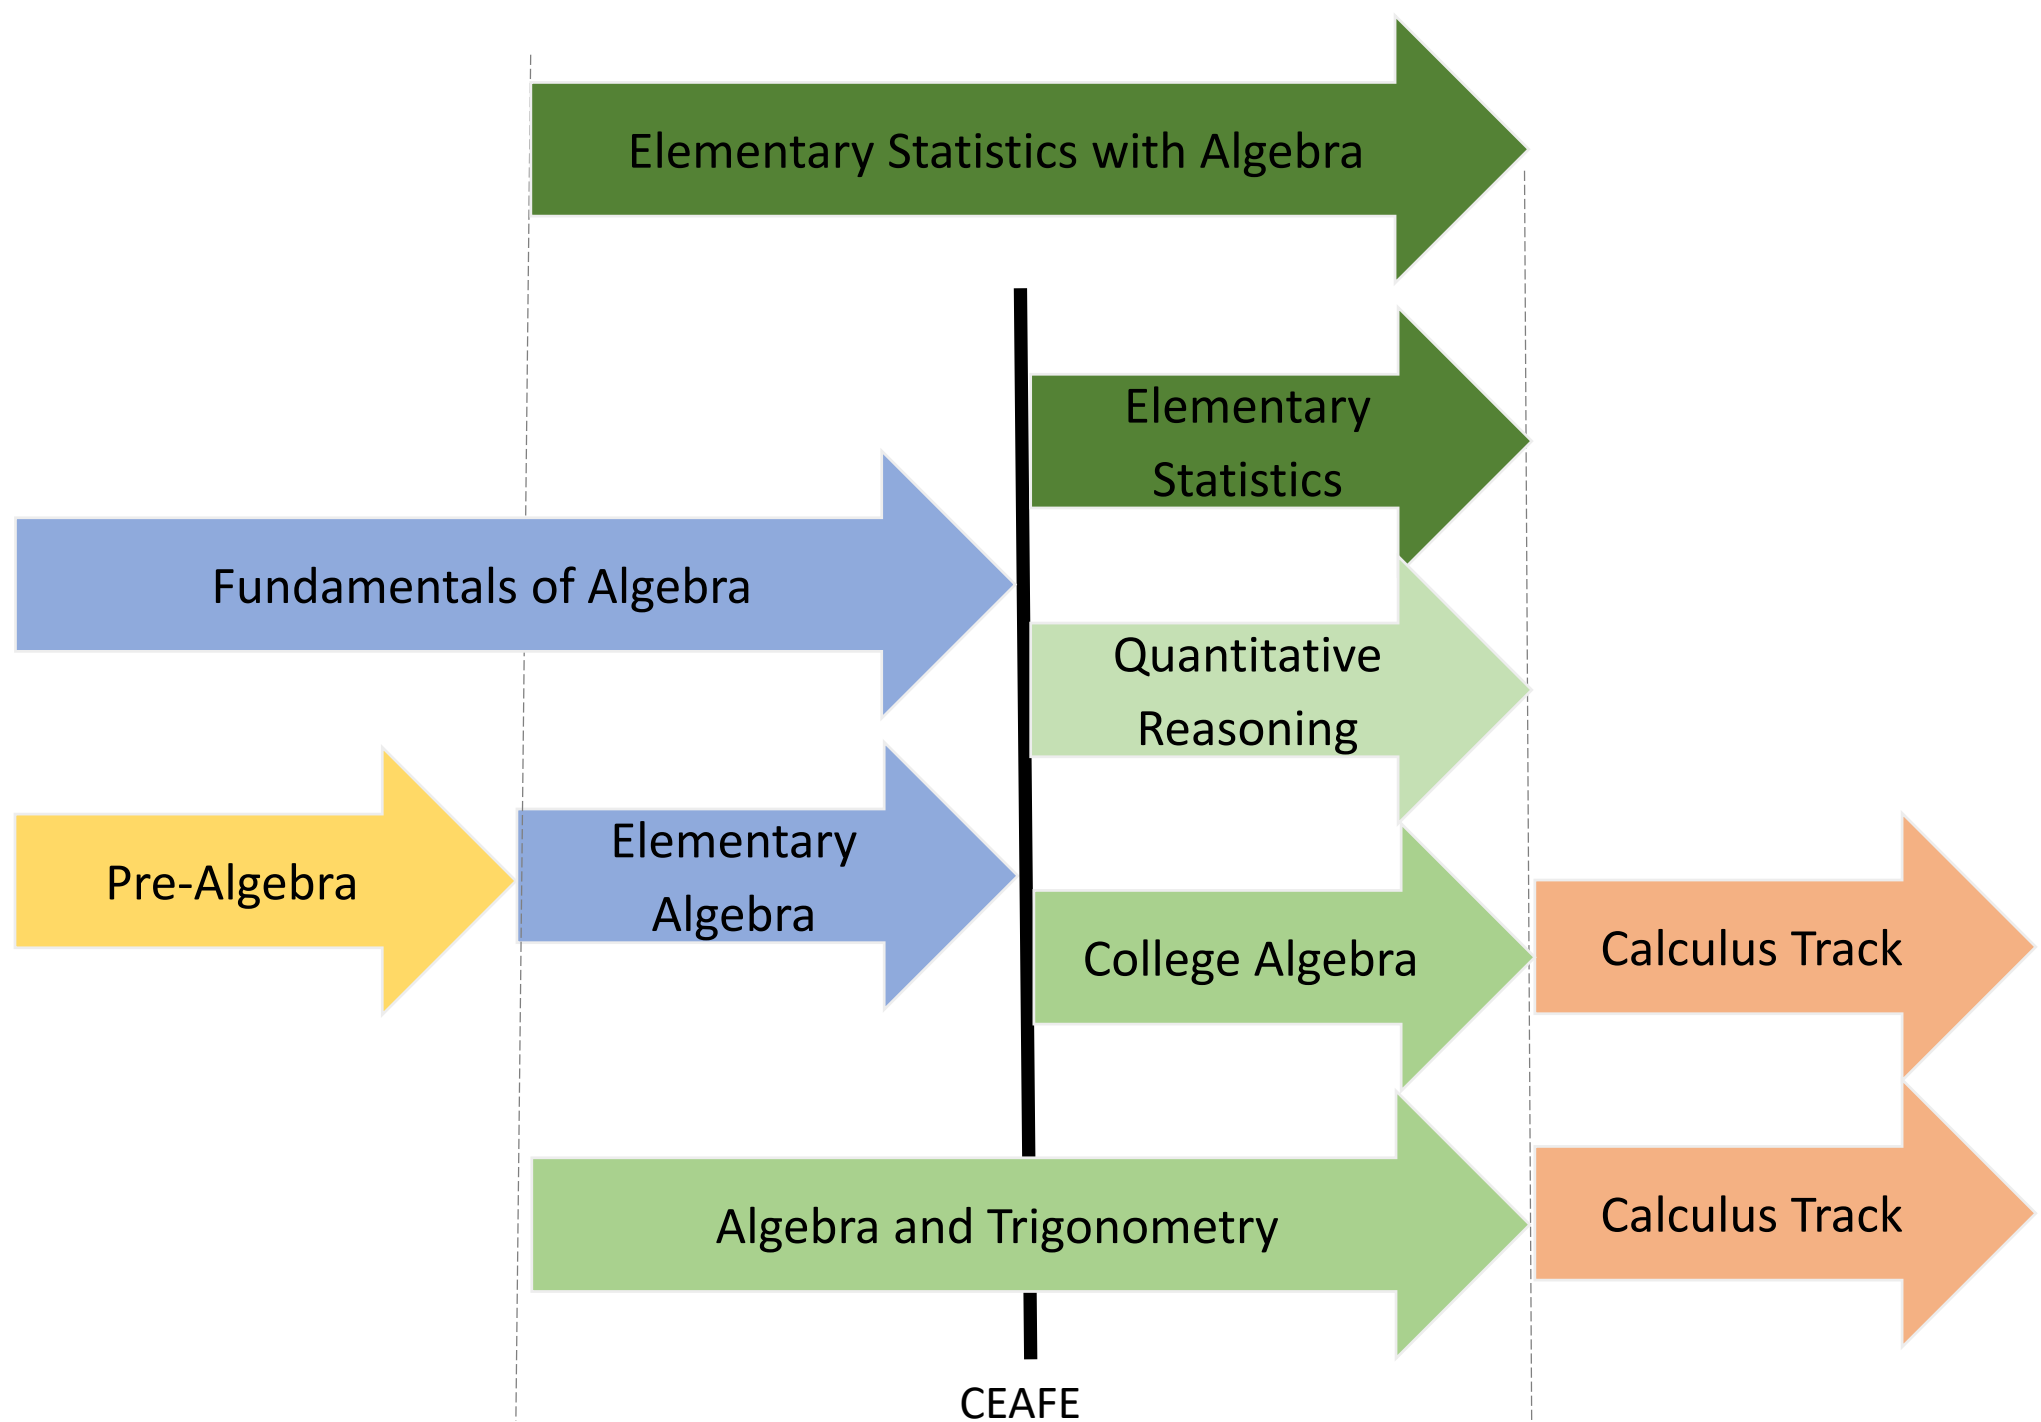 Elementary Statistics with Algebra
Elementary
Statistics
Fundamentals of Algebra
Quantitative
Reasoning
Pre-Algebra
Elementary
Algebra
College Algebra
Calculus Track
Algebra and Trigonometry
Calculus Track
CEAFE